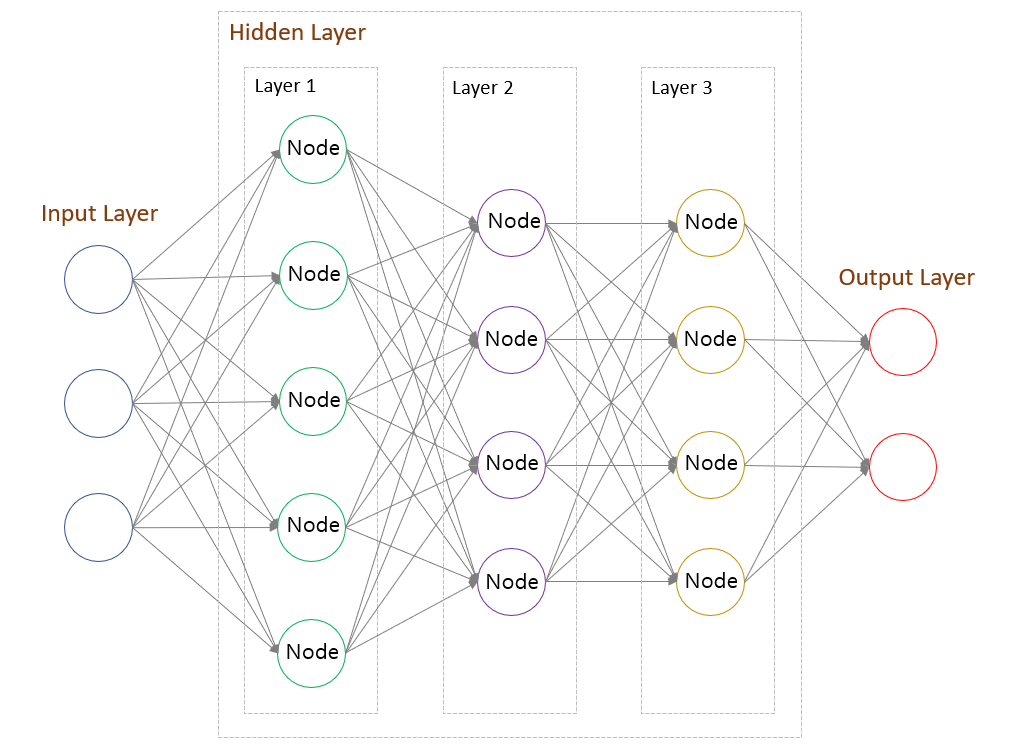 Hidden Layer
Layer 1
Layer 2
Layer 3
Node
Input Layer
Node
Node
Node
Node
Output Layer
Node
Node
Node
Node
Node
Node
Node
Node